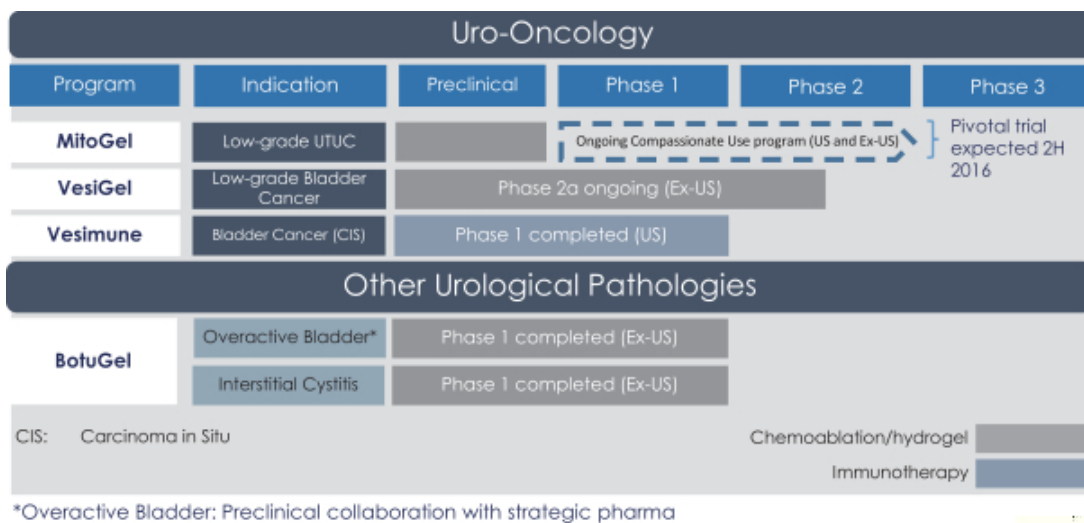 Uro-Oncology
Program Indication Preclinical Phase 1 Phase 2 Phase 3
MitoGel Low-grade UTUC Ongoing Compassionate Use program (US and Ex-US) Pivotal trial
expected 2H
2016
VesiGel Low-grade Bladder
Cancer Phase 2a ongoing (Ex-US)
Vesimune Bladder Cancer (CIS) Phase 1 completed (US)
Other Urological Pathologies
BotuGel Overactive Bladder* Phase 1 completed (Ex-US)
Interstitial Cystitis Phase 1 completed (Ex-US)
CIS: Carcinoma in Situ
Chemoablation/hydrogel
Immunotherapy
*Overactive Bladder: Preclinical collaboration with strategic pharma